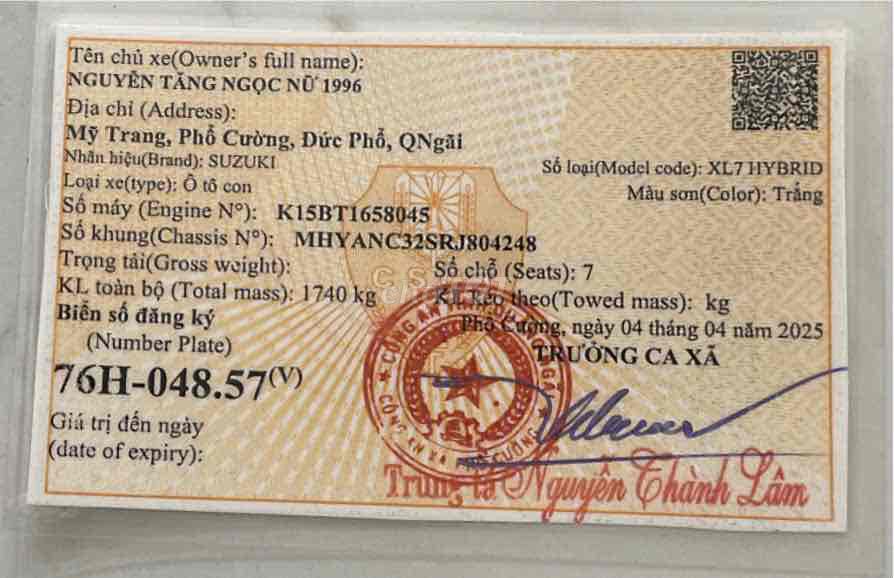 Tên chủ xe(Owner's full name):
NGUYỄN TĂNG NGỌC NỮ 1996
Địa chỉ (Address):
Mỹ Trang, Phổ Cường, Đức Phổ, QNgãi
Nhãn hiệu(Brand): SUZUKI
Số loại(Model code): XL7 HYBRID
Loại xe(type): Ô tô con
Màu sơn(Color): Trắng
Số máy (Engine N°): K15BT1658045
Số khung(Chassis N°): MHYANC32SRJ804248
Trọng tải(Gross weight):
Số chỗ (Seats): 7
KL toàn bộ (Total mass): 1740 kg
KL kéo theo(Towed mass): kg
Biển số đăng ký
(Number Plate)
Phổ Cường, ngày 04 tháng 04 năm 2025
TRƯỞNG CA XÃ
76H-048.57(V)
Giá trị đến ngày
(date of expiry):
CÔNG AN XÃ PHỔ CƯỜNG
Trung tá Nguyễn Thành Lâm